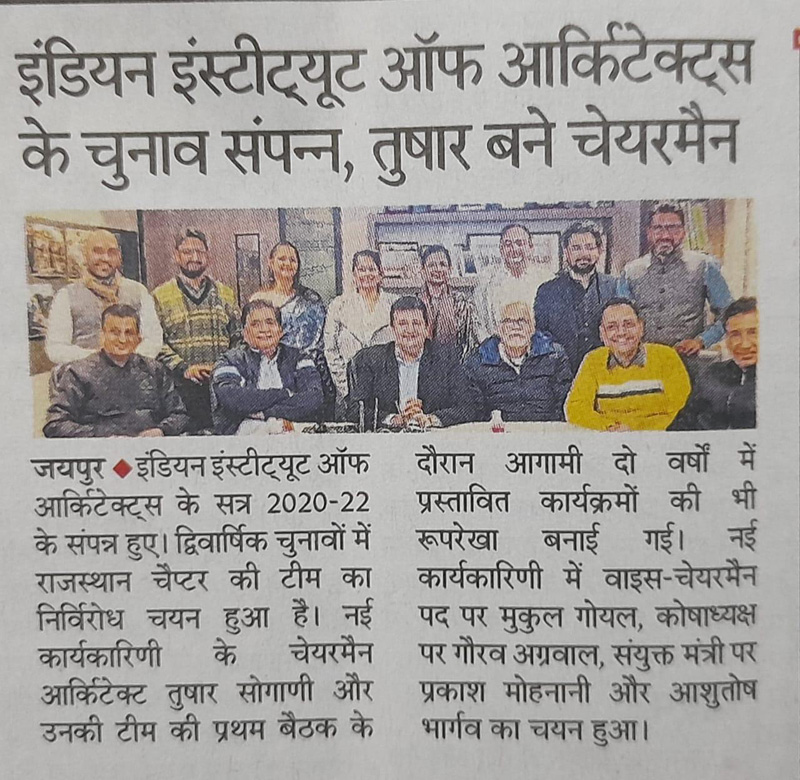 इंडियन इंस्टीट्यूट ऑफ आर्किटेक्ट्स
के चुनाव संपन्न, तुषार बने चेयरमैन
जयपुर ◆ इंडियन इंस्टीट्यूट ऑफ
आर्किटेक्ट्स के सत्र 2020-22
के संपन्न हुए। द्विवार्षिक चुनावों में
राजस्थान चैप्टर की टीम का
निर्विरोध चयन हुआ है। नई
कार्यकारिणी के चेयरमैन
आर्किटेक्ट तुषार सोगाणी और
उनकी टीम की प्रथम बैठक के
दौरान आगामी दो वर्षों में
प्रस्तावित कार्यक्रमों की भी
रूपरेखा बनाई गई। नई
कार्यकारिणी में वाइस-चेयरमैन
पद पर मुकुल गोयल, कोषाध्यक्ष
पर गौरव अग्रवाल, संयुक्त मंत्री पर
प्रकाश मोहनानी और आशुतोष
भार्गव का चयन हुआ।